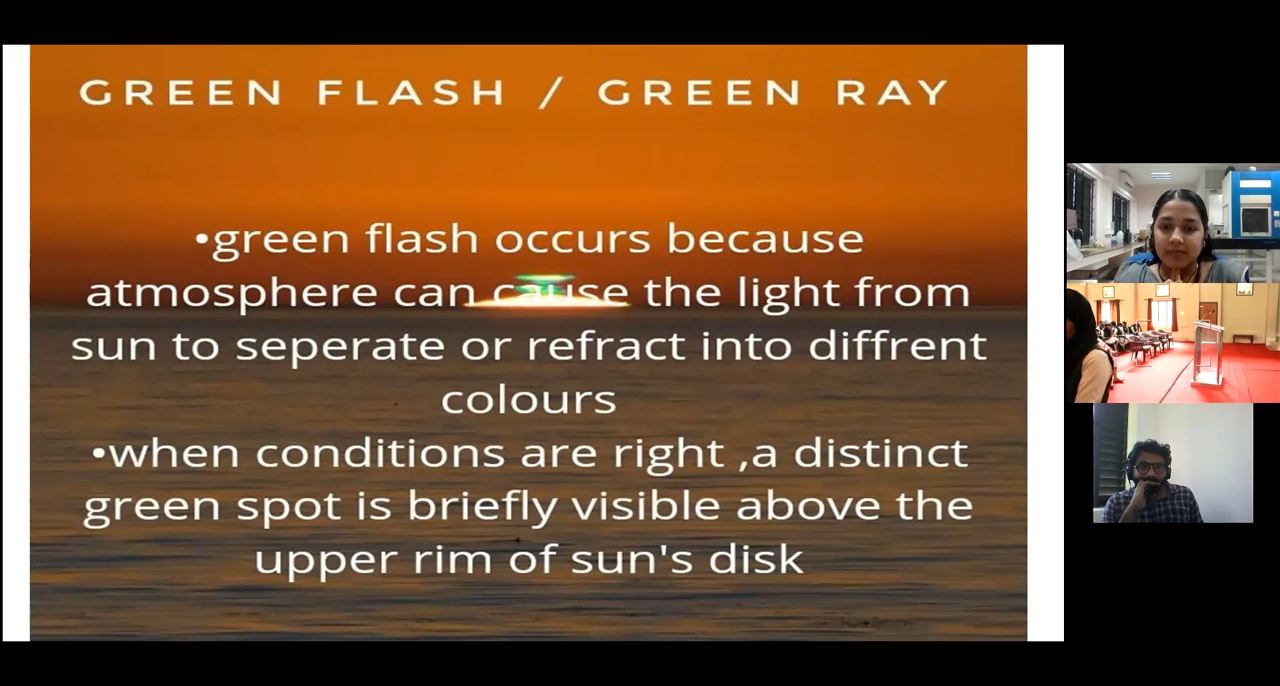 GREEN FLASH / GREEN RAY
•green flash occurs because
atmosphere can cause the light from
sun to seperate or refract into diffrent
colours
•when conditions are right ,a distinct
green spot is briefly visible above the
upper rim of sun's disk